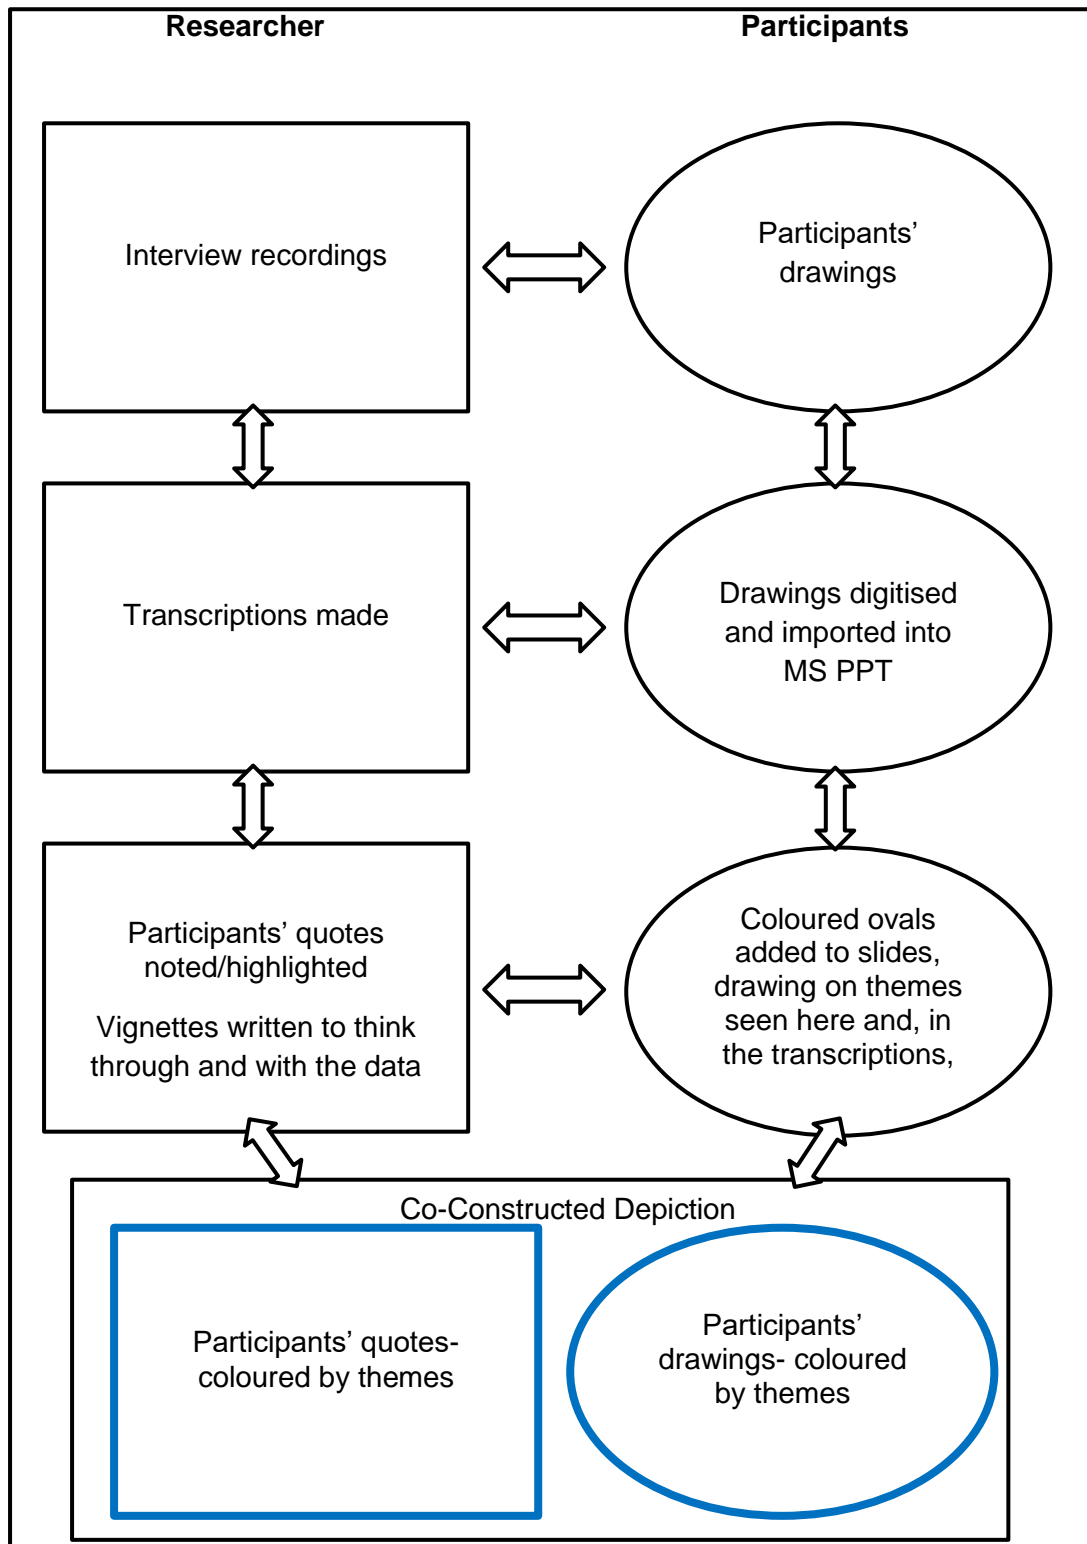 Researcher
Participants
Interview recordings
Participants’
drawings
Transcriptions made
Drawings digitised
and imported into
MS PPT
Participants’ quotes
noted/highlighted
Vignettes written to think
through and with the data
Coloured ovals
added to slides,
drawing on themes
seen here and, in
the transcriptions,
Co-Constructed Depiction
Participants’ quotes-
coloured by themes
Participants’
drawings- coloured
by themes